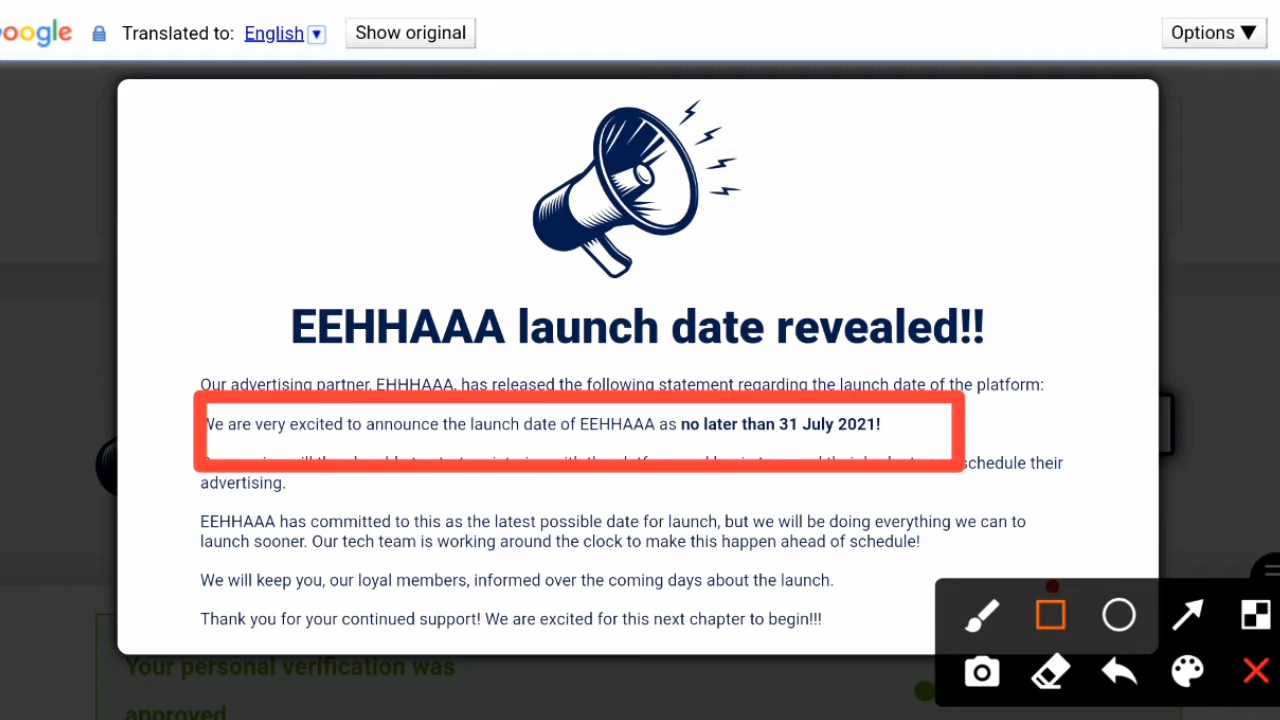 oogle Translated to: English ▼ Show original Options ▼
EEHHAAA launch date revealed!!
Our advertising partner, EHHHAAA, has released the following statement regarding the launch date of the platform:
We are very excited to announce the launch date of EEHHAAA as no later than 31 July 2021!
schedule their
advertising.
EEHHAAA has committed to this as the latest possible date for launch, but we will be doing everything we can to
launch sooner. Our tech team is working around the clock to make this happen ahead of schedule!
We will keep you, our loyal members, informed over the coming days about the launch.
Thank you for your continued support! We are excited for this next chapter to begin!!!
Your personal verification was
approved